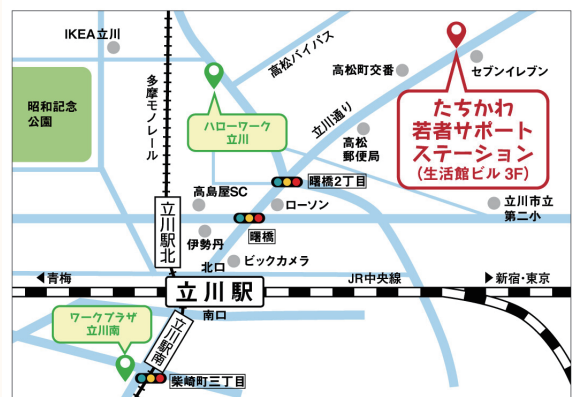 IKEA立川
高松バイパス
高松町交番
セブンイレブン
昭和記念
公園
多摩モノレール
ハローワーク
立川
立川通り
高松
郵便局
たちかわ
若者サポート
ステーション
(生活館ビル 3F)
曙橋2丁目
高島屋SC
ローソン
立川市立
第二小
立川駅北
伊勢丹
曙橋
北口
ビックカメラ
青梅
立川駅
JR中央線
新宿・東京
南口
ワークプラザ
立川南
立川駅南
柴崎町三丁目